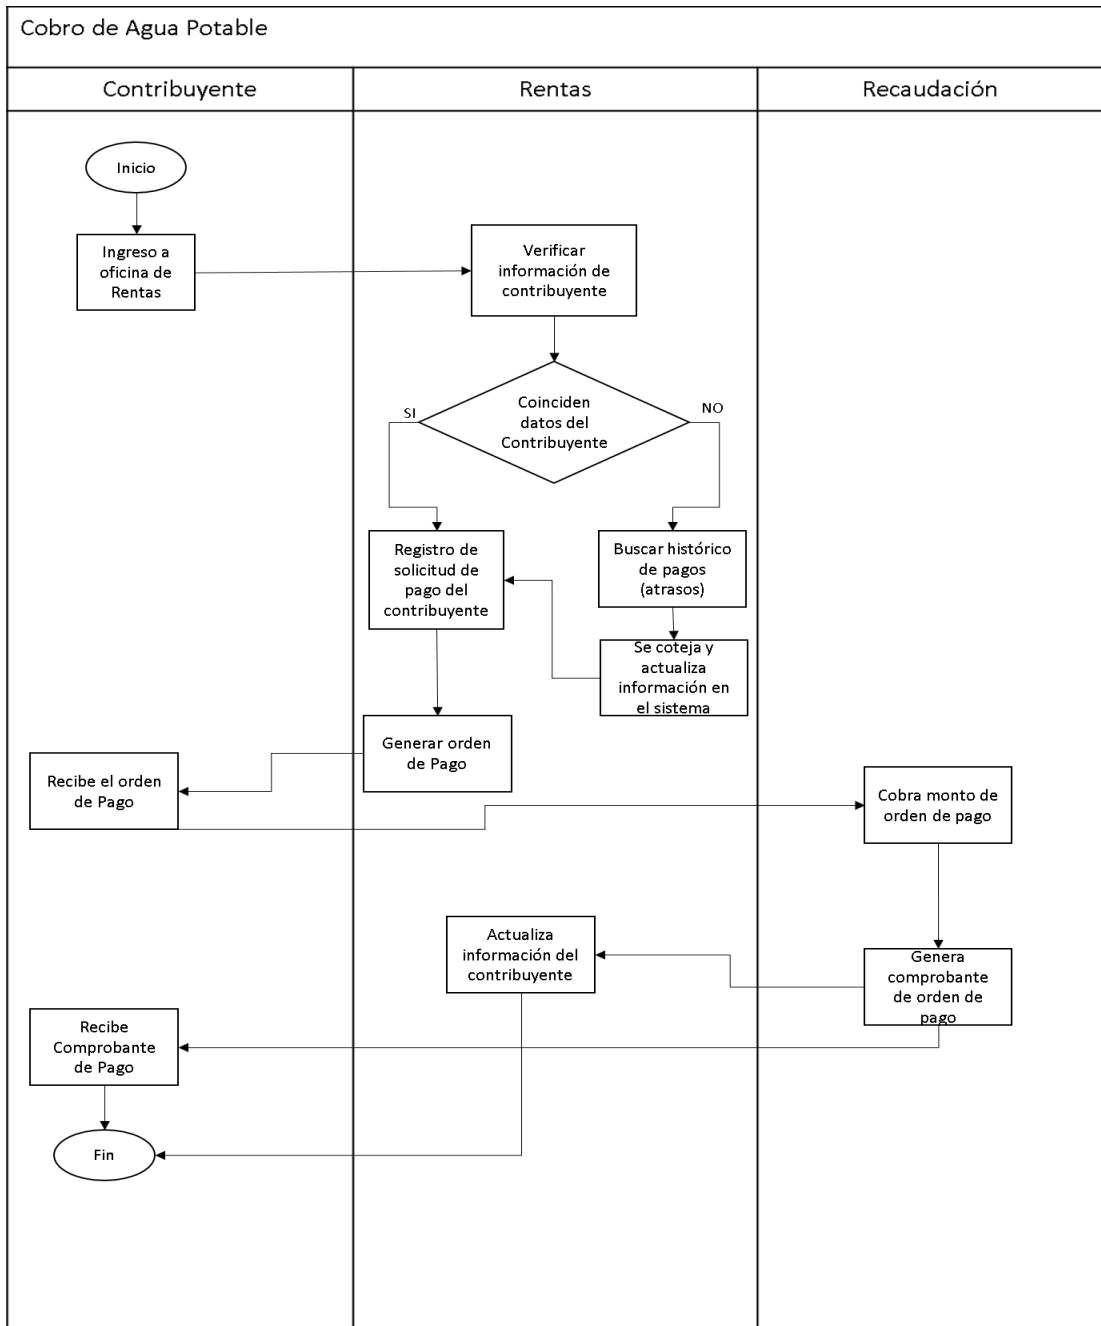 Cobro de Agua Potable
Contribuyente
Rentas
Recaudación
Inicio
Ingreso a
oficina de
Rentas
Verificar
información de
contribuyente
Coinciden
datos del
Contribuyente
SI
NO
Registro de
solicitud de
pago del
contribuyente
Buscar histórico
de pagos
(atrasos)
Se coteja y
actualiza
información en
el sistema
Generar orden
de Pago
Recibe el orden
de Pago
Cobra monto de
orden de pago
Genera
comprobante
de orden de
pago
Actualiza
información del
contribuyente
Recibe
Comprobante
de Pago
Fin